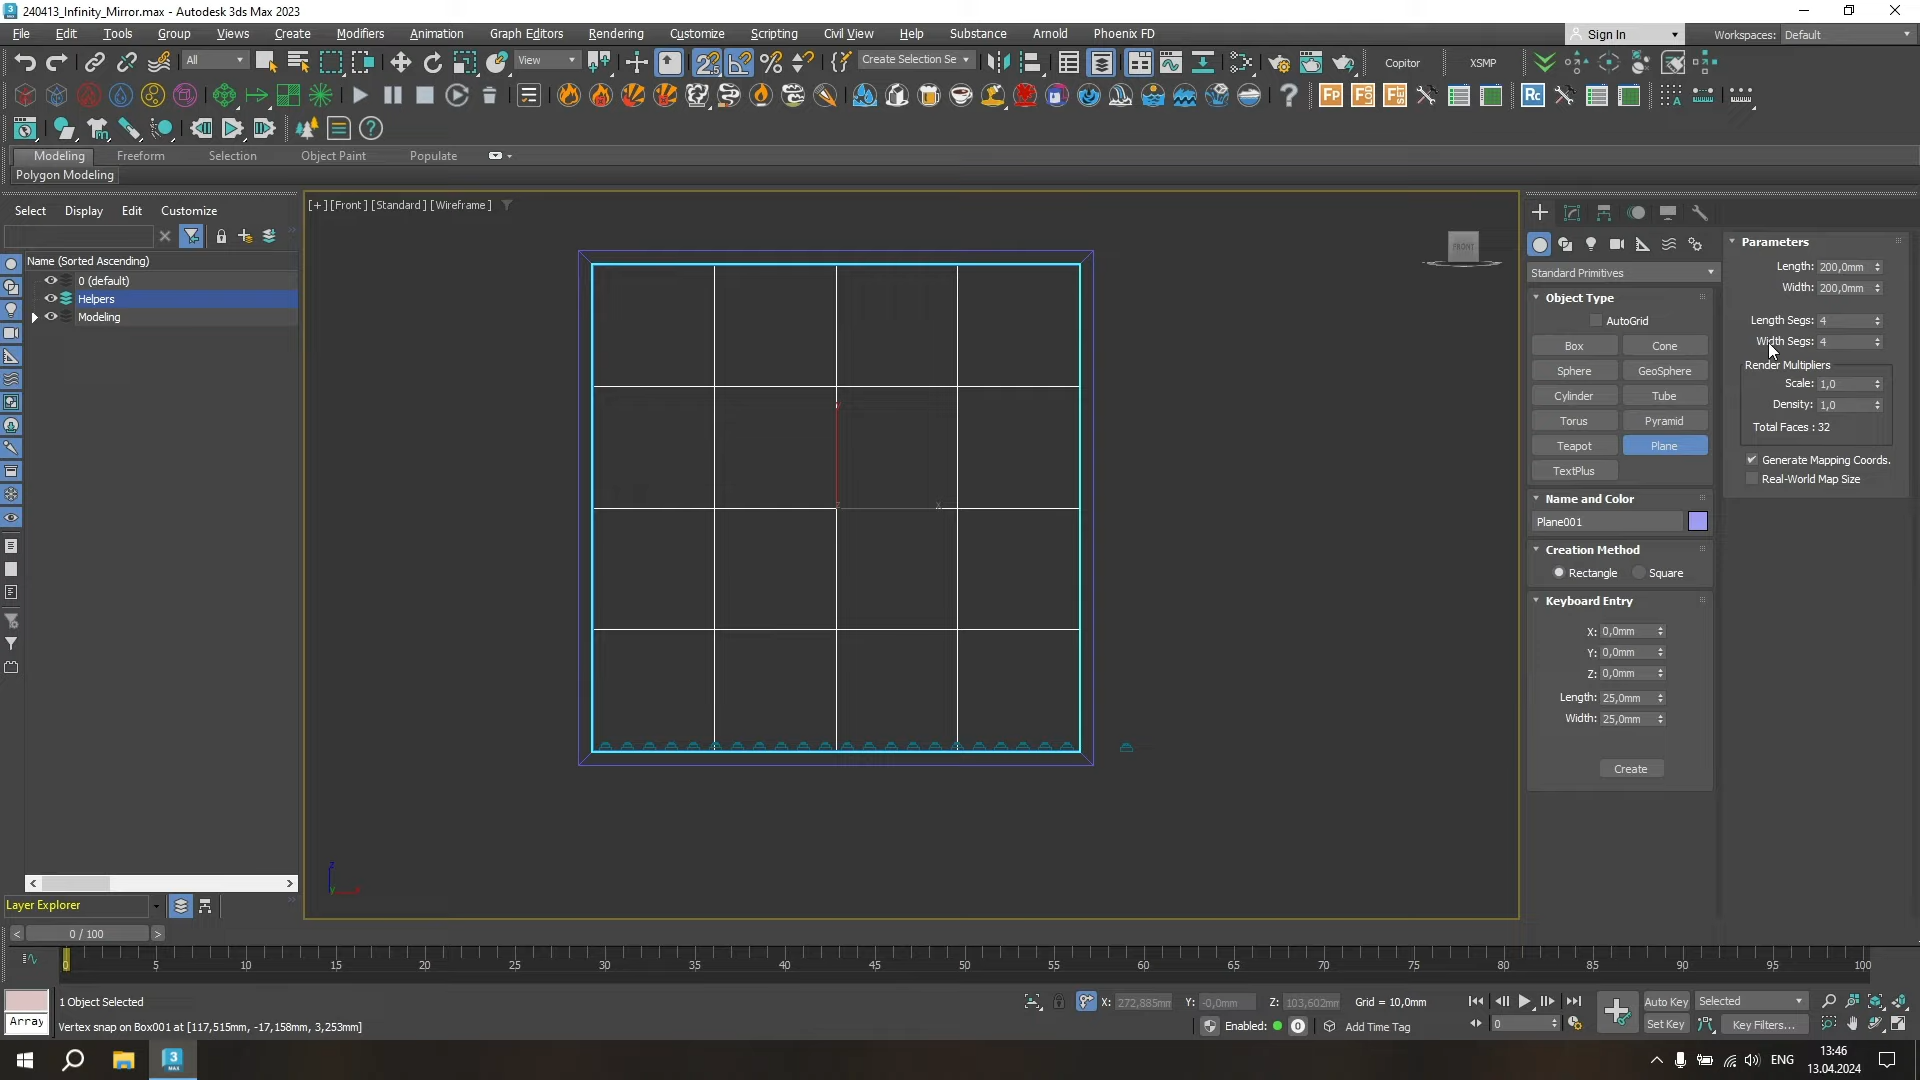 240413_Infinity_Mirror.max - Autodesk 3ds Max 2023
File Edit Tools Group Views Create Modifiers Animation Graph Editors Rendering Customize Scripting Civil View Help Substance Arnold Phoenix FD Sign In Workspaces: Default
All View Create Selection Se Copitor XSMP
FP FLOD FSET Rc
Modeling Freeform Selection Object Paint Populate
Polygon Modeling
Select Display Edit Customize
Name (Sorted Ascending)
0 (default)
Helpers
Modeling
Layer Explorer
[+] [Front] [Standard] [Wireframe]
FRONT
Standard Primitives
Object Type
AutoGrid
Box Cone
Sphere GeoSphere
Cylinder Tube
Torus Pyramid
Teapot Plane
TextPlus
Name and Color
Plane001
Creation Method
Rectangle Square
Keyboard Entry
X: 0,0mm
Y: 0,0mm
Z: 0,0mm
Length: 25,0mm
Width: 25,0mm
Create
Parameters
Length: 200,0mm
Width: 200,0mm
Length Segs: 4
Width Segs: 4
Render Multipliers
Scale: 1,0
Density: 1,0
Total Faces : 32
Generate Mapping Coords.
Real-World Map Size
< 0 / 100 >
0 5 10 15 20 25 30 35 40 45 50 55 60 65 70 75 80 85 90 95 100
1 Object Selected X: 272,885mm Y: -0,0mm Z: 103,602mm Grid = 10,0mm Auto Key Selected
Array Vertex snap on Box001 at [117,515mm, -17,158mm, 3,253mm] Enabled: 0 Add Time Tag 0 Set Key Key Filters...
3 MAX ENG 13:46
13.04.2024